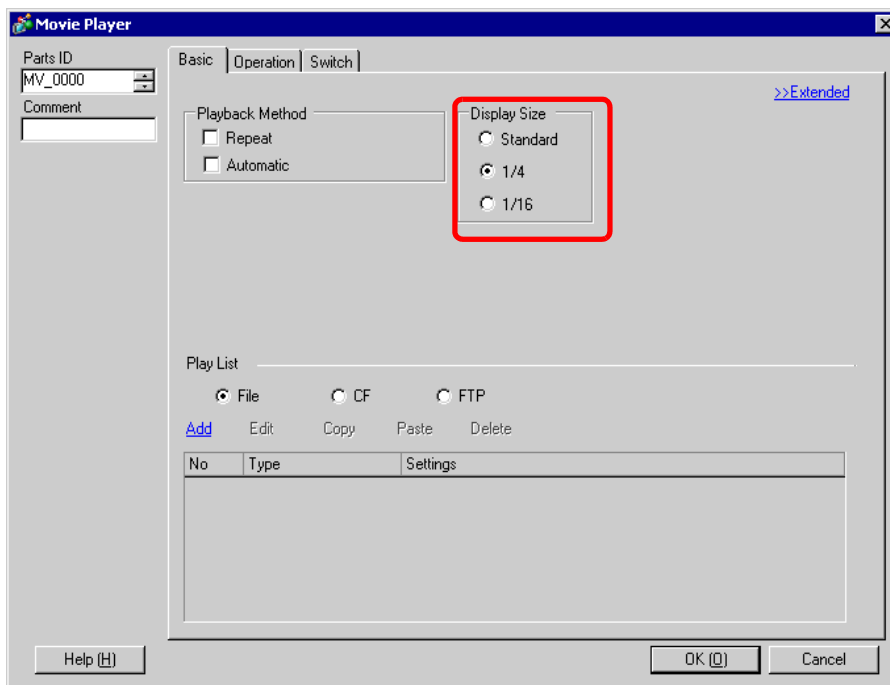 Movie Player
Parts ID
MV_0000
Comment
Basic Operation Switch
>>Extended
Playback Method
Repeat
Automatic
Display Size
Standard
1/4
1/16
Play List
File CF FTP
Add Edit Copy Paste Delete
No Type Settings
Help (H) OK (O) Cancel